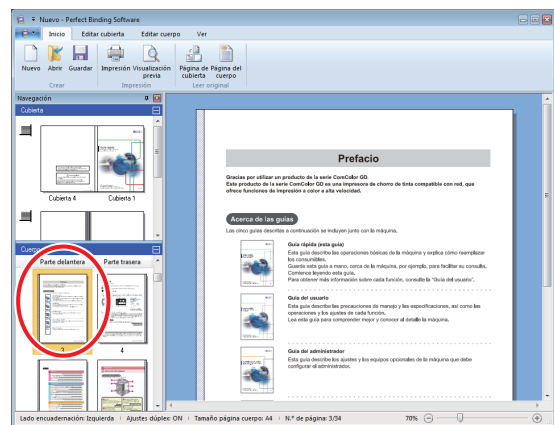 Nuevo - Perfect Binding Software
Inicio Editar cubierta Editar cuerpo Ver
Nuevo Abrir Guardar Impresión Visualización previa Página de cubierta Página del cuerpo
Crear Impresión Leer original
Navegación
Cubierta
Cubierta 4 Cubierta 1
Cuerpo
Parte delantera Parte trasera
3 4
Prefacio
Gracias por utilizar un producto de la serie ComColor GD.
Este producto de la serie ComColor GD es una impresora de chorro de tinta compatible con red, que
ofrece funciones de impresión a color a alta velocidad.
Acerca de las guías
Las cinco guías descritas a continuación se incluyen junto con la máquina.
Guía rápida (esta guía)
Esta guía describe las operaciones básicas de la máquina y explica cómo reemplazar
los consumibles.
Guarde esta guía a mano, cerca de la máquina, por ejemplo, para facilitar su consulta.
Comience leyendo esta guía.
Para obtener más información sobre cada función, consulte la "Guía del usuario".
Guía del usuario
Esta guía describe las precauciones de manejo y las especificaciones, así como las
operaciones y los ajustes de cada función.
Lea esta guía para comprender mejor y conocer al detalle la máquina.
Guía del administrador
Esta guía describe los ajustes y los equipos opcionales de la máquina que debe
configurar el administrador.
Lado encuadernación: Izquierda Ajustes dúplex: ON Tamaño página cuerpo: A4 N.º de página: 3/34 70%